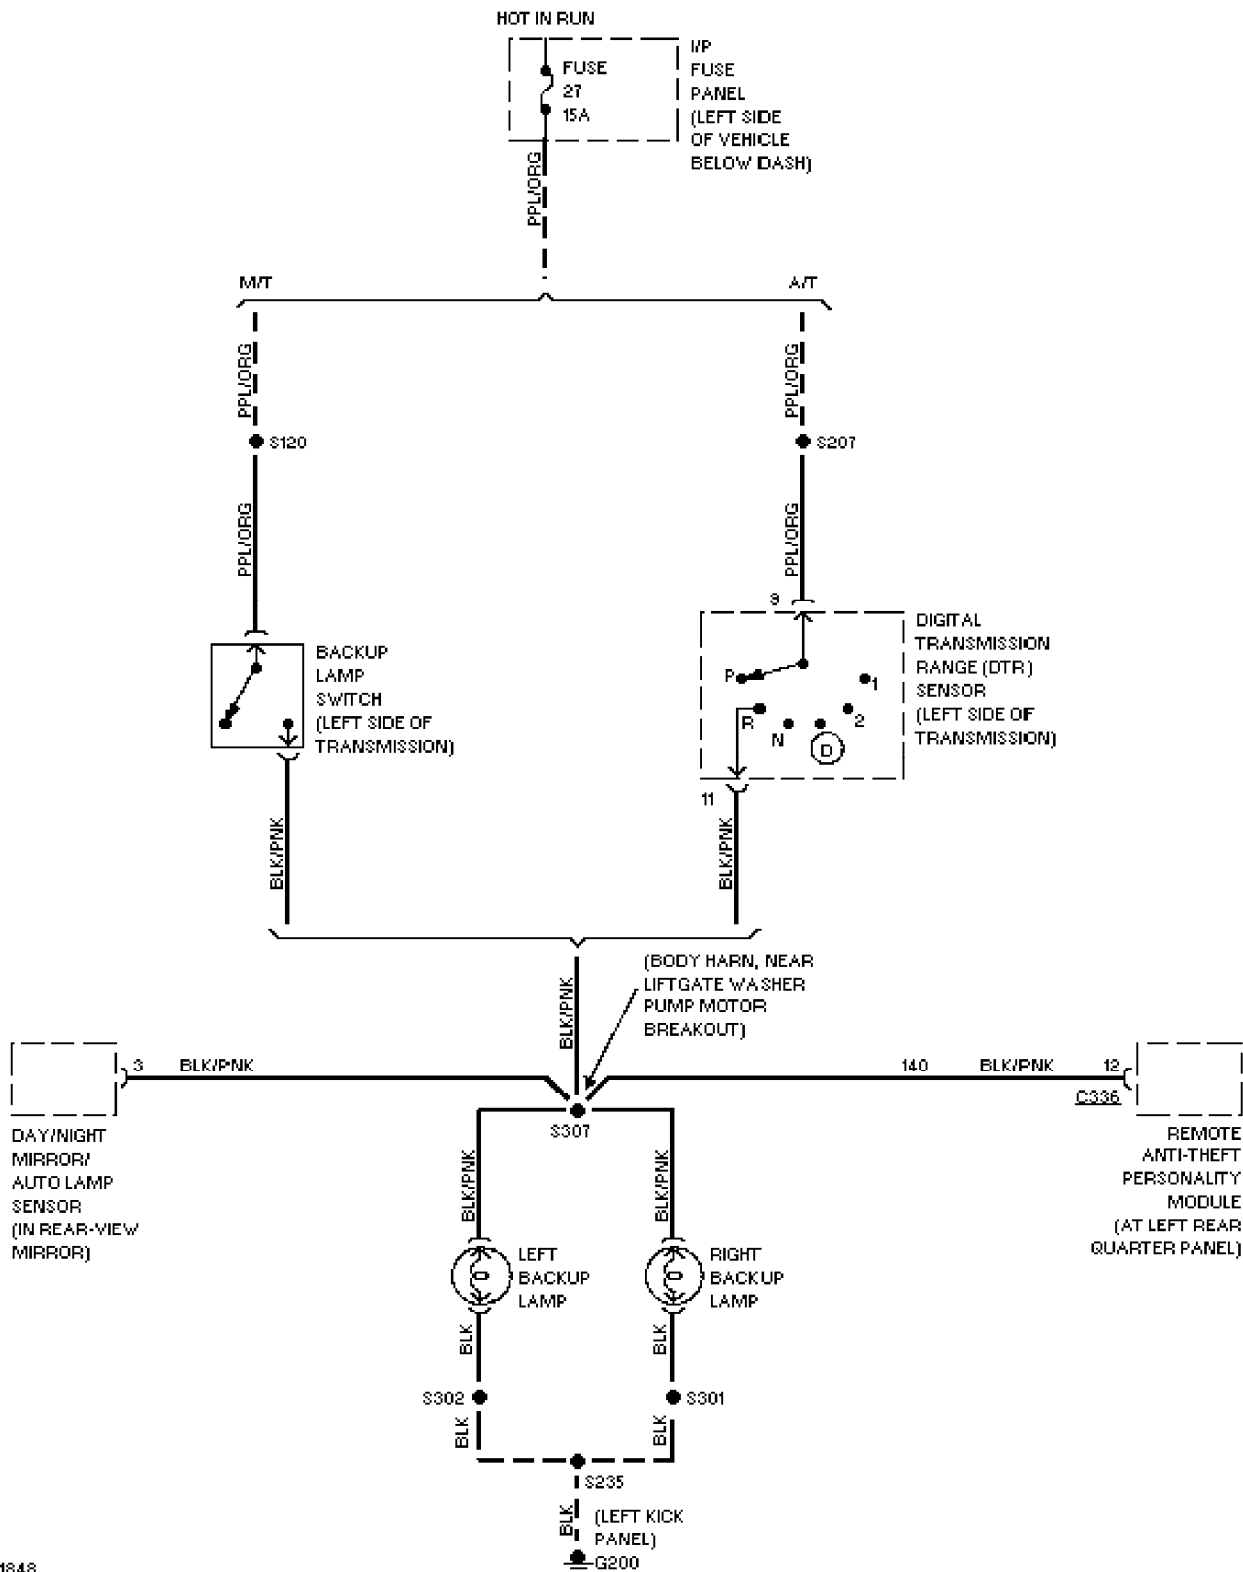 HOT IN RUN
FUSE
27
15A
I/P
FUSE
PANEL
(LEFT SIDE
OF VEHICLE
BELOW DASH)
PPL/ORG
M/T
A/T
PPL/ORG
PPL/ORG
S120
S207
PPL/ORG
PPL/ORG
9
BACKUP
LAMP
SWITCH
(LEFT SIDE OF
TRANSMISSION)
P
R
N
D
2
1
DIGITAL
TRANSMISSION
RANGE (DTR)
SENSOR
(LEFT SIDE OF
TRANSMISSION)
11
BLK/PNK
BLK/PNK
(BODY HARN, NEAR
LIFTGATE WASHER
PUMP MOTOR
BREAKOUT)
BLK/PNK
3 BLK/PNK
140 BLK/PNK 12
C336
S307
DAY/NIGHT
MIRROR/
AUTO LAMP
SENSOR
(IN REAR-VIEW
MIRROR)
REMOTE
ANTI-THEFT
PERSONALITY
MODULE
(AT LEFT REAR
QUARTER PANEL)
BLK/PNK
BLK/PNK
LEFT
BACKUP
LAMP
RIGHT
BACKUP
LAMP
BLK
BLK
S302
S301
BLK
BLK
S235
BLK
(LEFT KICK
PANEL)
G200